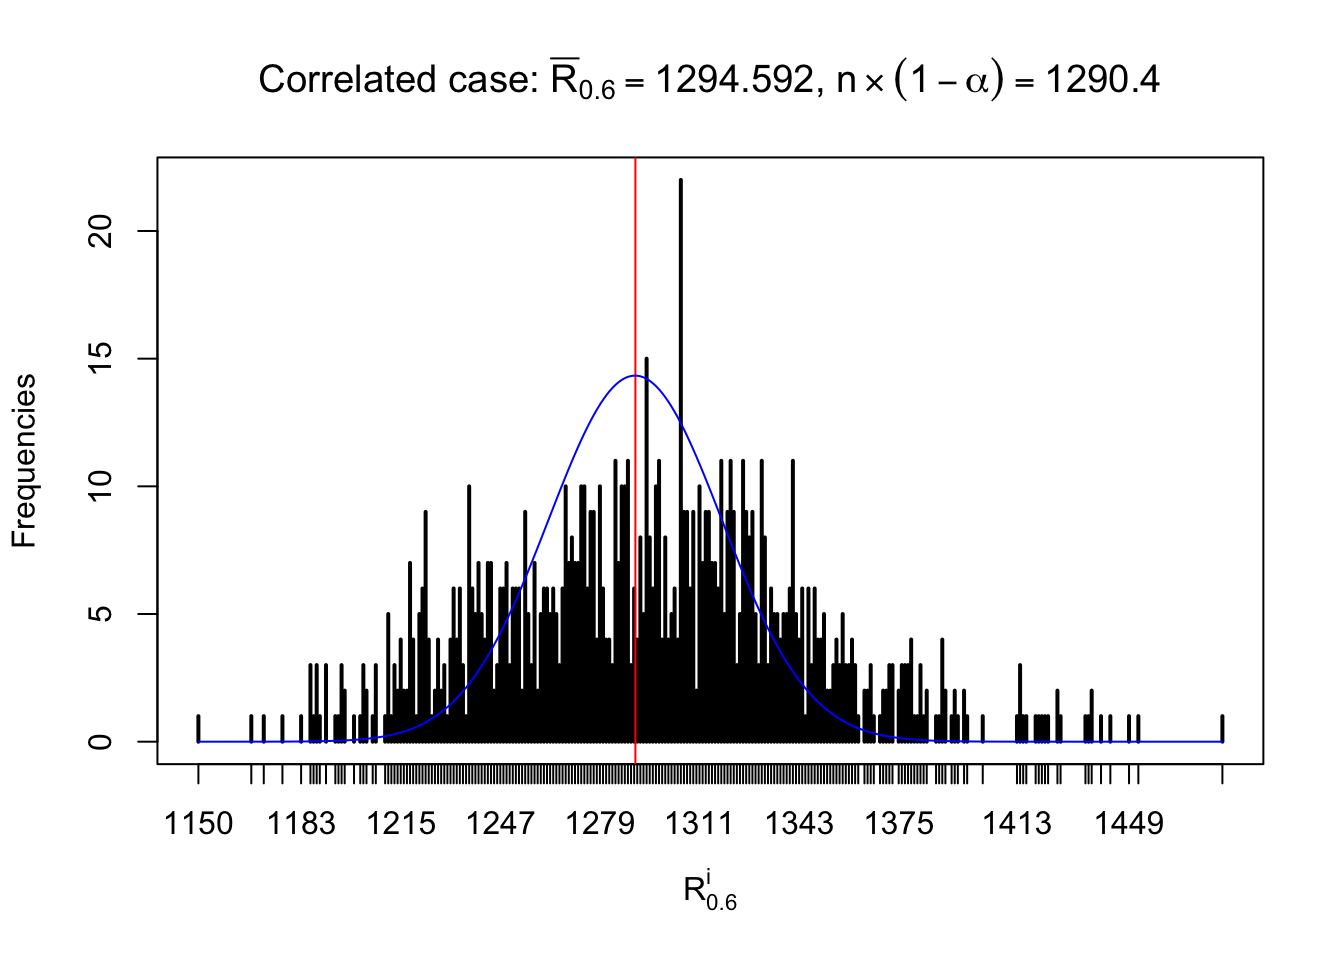 Correlated case: R̅₀.₆ = 1294.592, n × (1 − α) = 1290.4
Frequencies
20
15
10
5
0
1150 1183 1215 1247 1279 1311 1343 1375 1413 1449
Rⁱ₀.₆